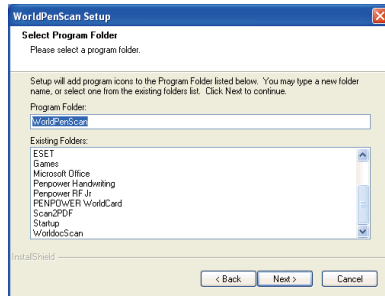 WorldPenScan Setup
Select Program Folder
Please select a program folder.
Setup will add program icons to the Program Folder listed below. You may type a new folder
name, or select one from the existing folders list. Click Next to continue.
Program Folder:
WorldPenScan
Existing Folders:
ESET
Games
Microsoft Office
Penpower Handwriting
Penpower RF Jr
PENPOWER WorldCard
Scan2PDF
Startup
WorldocScan
InstallShield
< Back
Next >
Cancel